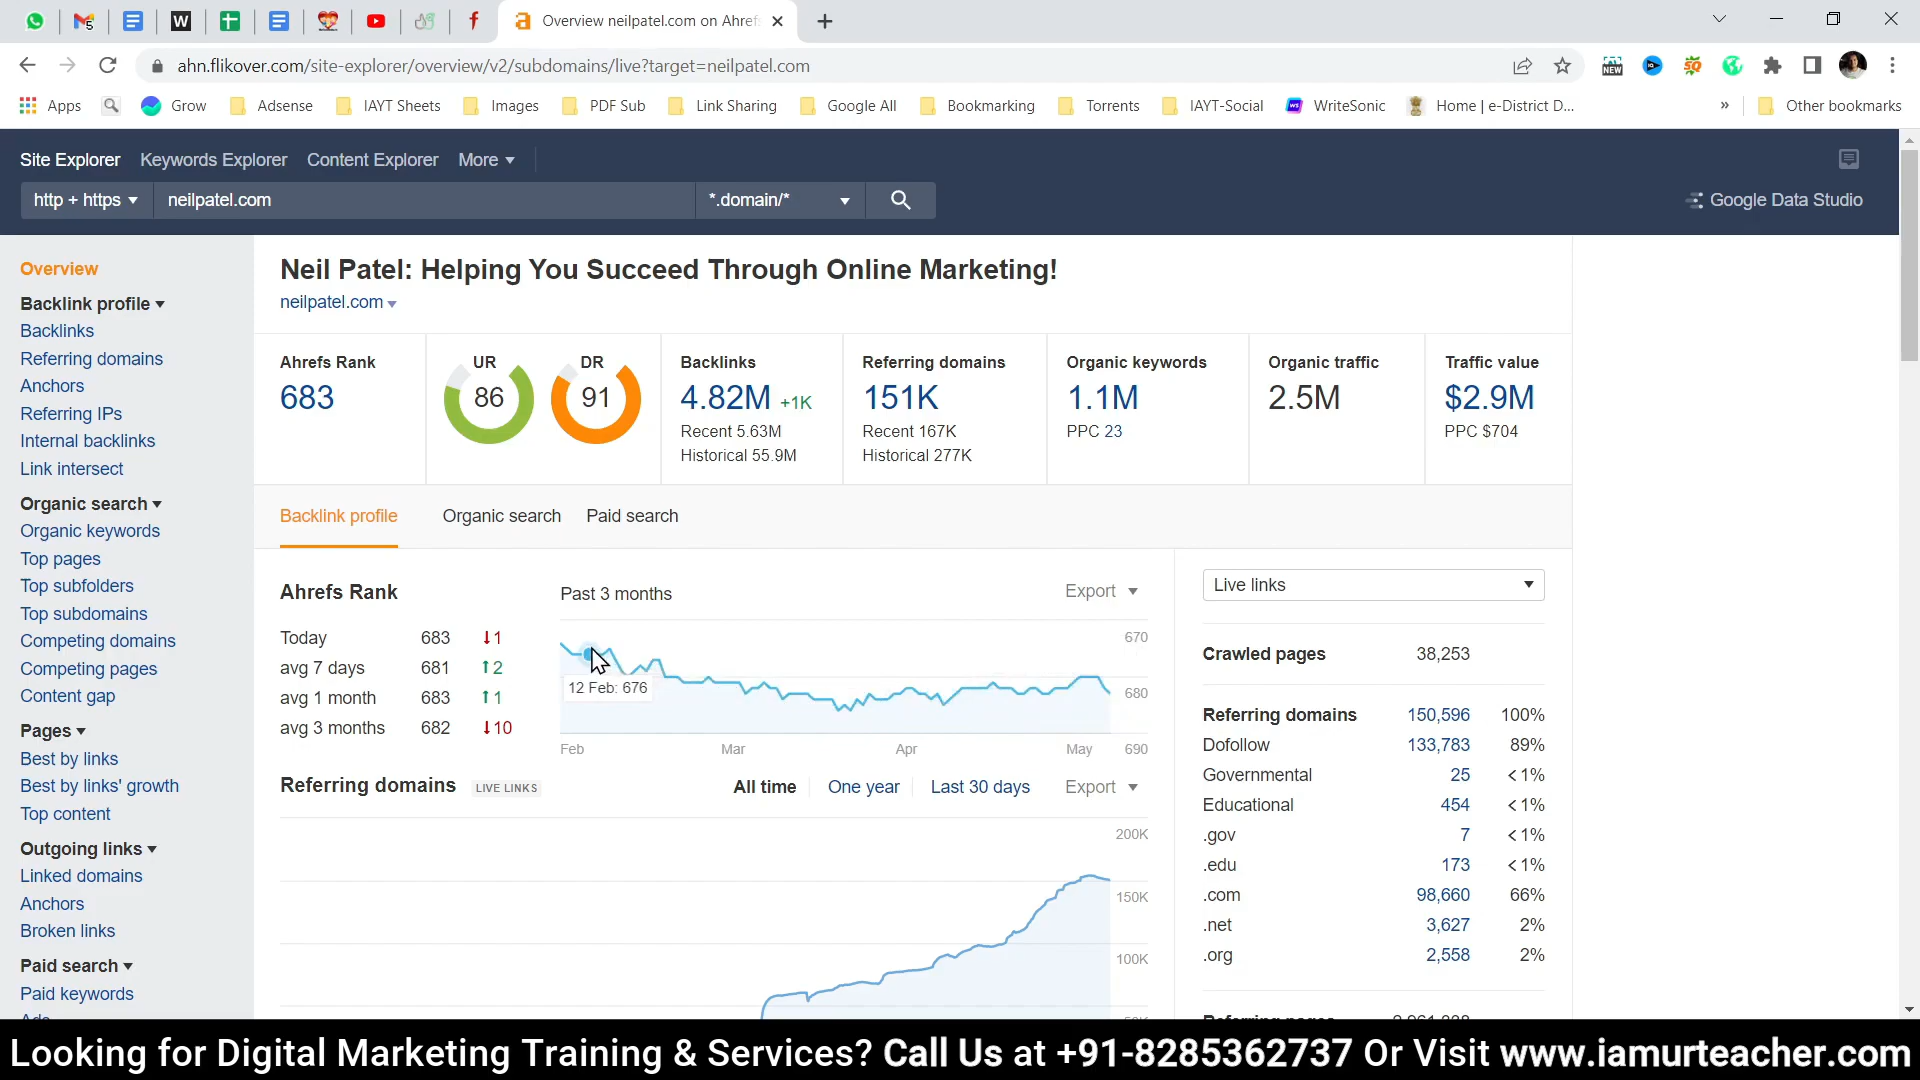 Overview neilpatel.com on Ahref
ahn.flikover.com/site-explorer/overview/v2/subdomains/live?target=neilpatel.com
Apps Grow Adsense IAYT Sheets Images PDF Sub Link Sharing Google All Bookmarking Torrents IAYT-Social WriteSonic Home | e-District D... » Other bookmarks
Site Explorer Keywords Explorer Content Explorer More
http + https neilpatel.com *.domain/* Google Data Studio
Overview
Backlink profile
Backlinks
Referring domains
Anchors
Referring IPs
Internal backlinks
Link intersect
Organic search
Organic keywords
Top pages
Top subfolders
Top subdomains
Competing domains
Competing pages
Content gap
Pages
Best by links
Best by links' growth
Top content
Outgoing links
Linked domains
Anchors
Broken links
Paid search
Paid keywords
Neil Patel: Helping You Succeed Through Online Marketing!
neilpatel.com
Ahrefs Rank
683
UR
86
DR
91
Backlinks
4.82M +1K
Recent 5.63M
Historical 55.9M
Referring domains
151K
Recent 167K
Historical 277K
Organic keywords
1.1M
PPC 23
Organic traffic
2.5M
Traffic value
$2.9M
PPC $704
Backlink profile Organic search Paid search
Ahrefs Rank
Today 683 ↓1
avg 7 days 681 ↑2
avg 1 month 683 ↑1
avg 3 months 682 ↓10
Past 3 months Export
670
680
690
12 Feb: 676
Feb Mar Apr May
Referring domains LIVE LINKS All time One year Last 30 days Export
200K
150K
100K
Live links
Crawled pages 38,253
Referring domains 150,596 100%
Dofollow 133,783 89%
Governmental 25 <1%
Educational 454 <1%
.gov 7 <1%
.edu 173 <1%
.com 98,660 66%
.net 3,627 2%
.org 2,558 2%
Looking for Digital Marketing Training & Services? Call Us at +91-8285362737 Or Visit www.iamurteacher.com